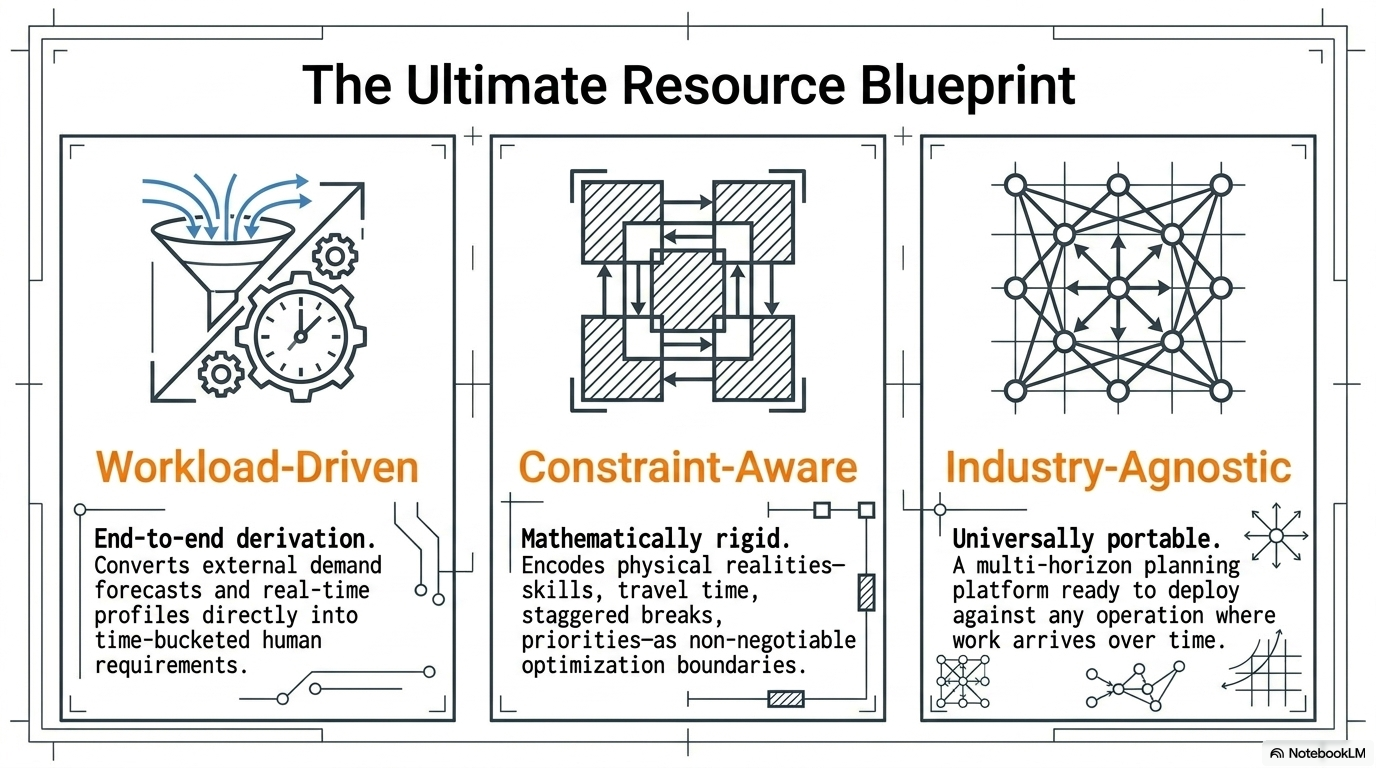 The Ultimate Resource Blueprint
Workload-Driven
End-to-end derivation.
Converts external demand
forecasts and real-time
profiles directly into
time-bucketed human
requirements.
Constraint-Aware
Mathematically rigid.
Encodes physical realities—
skills, travel time,
staggered breaks,
priorities—as non-negotiable
optimization boundaries.
Industry-Agnostic
Universally portable.
A multi-horizon planning
platform ready to deploy
against any operation where
work arrives over time.
NotebookLM